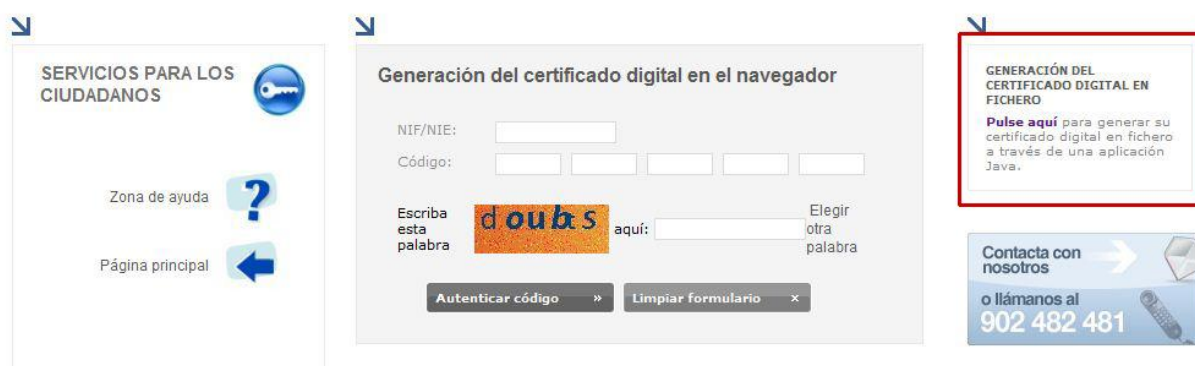 SERVICIOS PARA LOS
CIUDADANOS
Zona de ayuda
Página principal
Generación del certificado digital en el navegador
NIF/NIE:
Código:
Escriba
esta
palabra
doubts
aquí:
Elegir
otra
palabra
Autenticar código »
Limpiar formulario ×
GENERACIÓN DEL
CERTIFICADO DIGITAL EN
FICHERO
Pulse aquí para generar su
certificado digital en fichero
a través de una aplicación
Java.
Contacta con
nosotros
o llámanos al
902 482 481